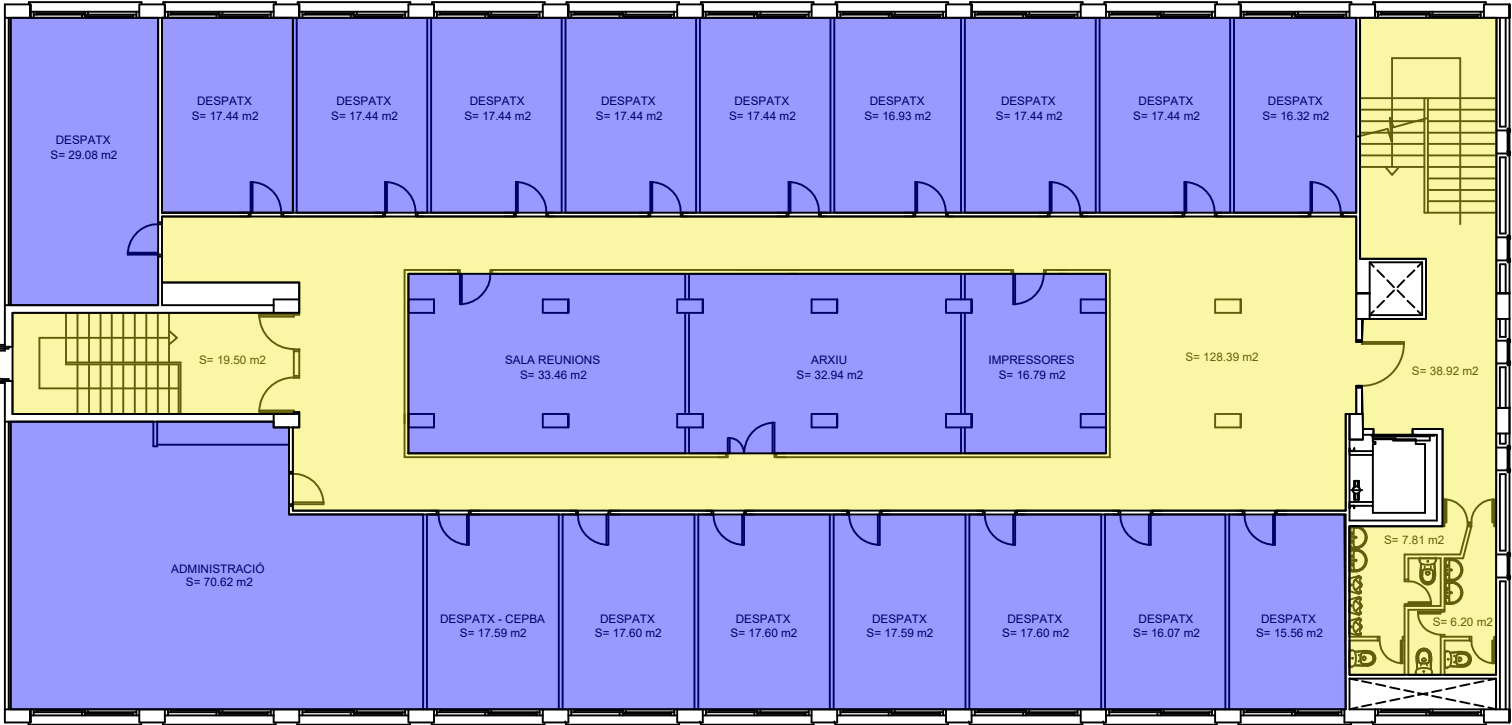 DESPATX
S= 29.08 m2
DESPATX
S= 17.44 m2
DESPATX
S= 17.44 m2
DESPATX
S= 17.44 m2
DESPATX
S= 17.44 m2
DESPATX
S= 17.44 m2
DESPATX
S= 16.93 m2
DESPATX
S= 17.44 m2
DESPATX
S= 17.44 m2
DESPATX
S= 16.32 m2
S= 19.50 m2
SALA REUNIONS
S= 33.46 m2
ARXIU
S= 32.94 m2
IMPRESSORES
S= 16.79 m2
S= 128.39 m2
S= 38.92 m2
ADMINISTRACIÓ
S= 70.62 m2
DESPATX - CEPBA
S= 17.59 m2
DESPATX
S= 17.60 m2
DESPATX
S= 17.60 m2
DESPATX
S= 17.59 m2
DESPATX
S= 17.60 m2
DESPATX
S= 16.07 m2
DESPATX
S= 15.56 m2
S= 7.81 m2
S= 6.20 m2